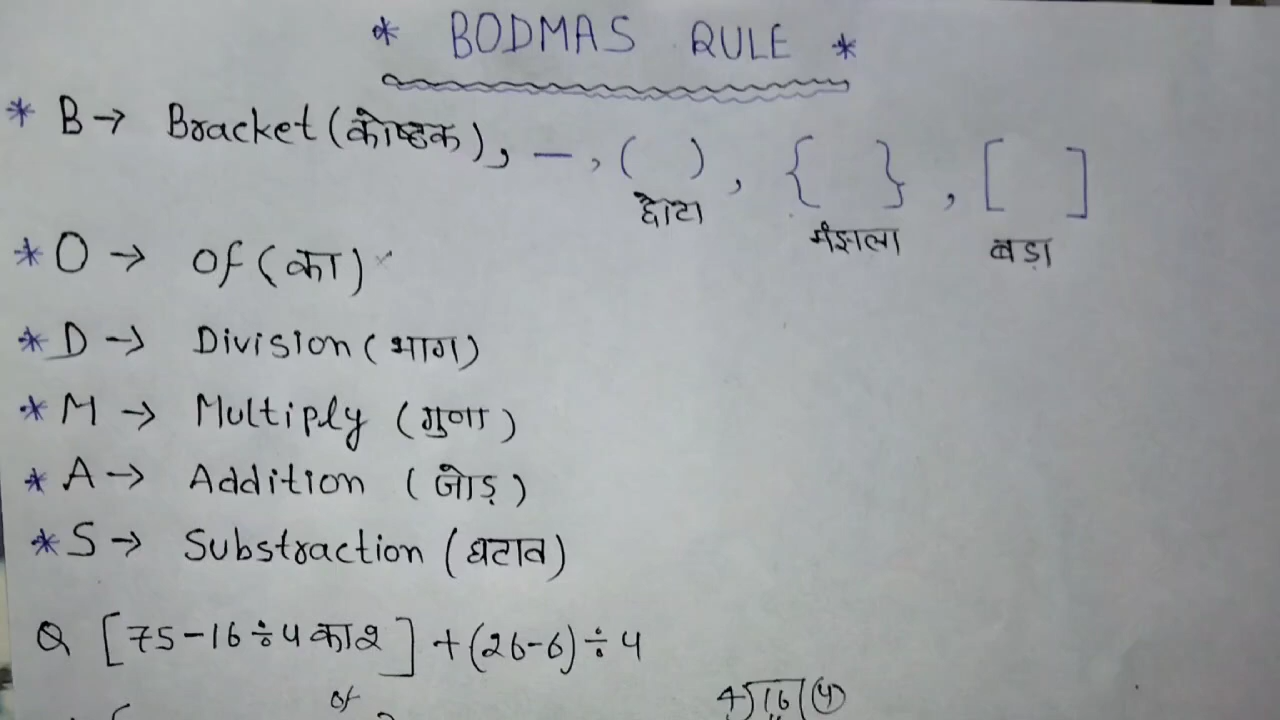 * BODMAS RULE *
* B → Bracket (कोष्ठक), —, ( ), { }, [ ]
छोटा मंझला बड़ा
* O → of (का)
* D → Division (भाग)
* M → Multiply (गुणा)
* A → Addition (जोड़)
* S → Substraction (घटाव)
Q [75-16÷4 का २] + (26-6) ÷ 4
of 4)16(4)